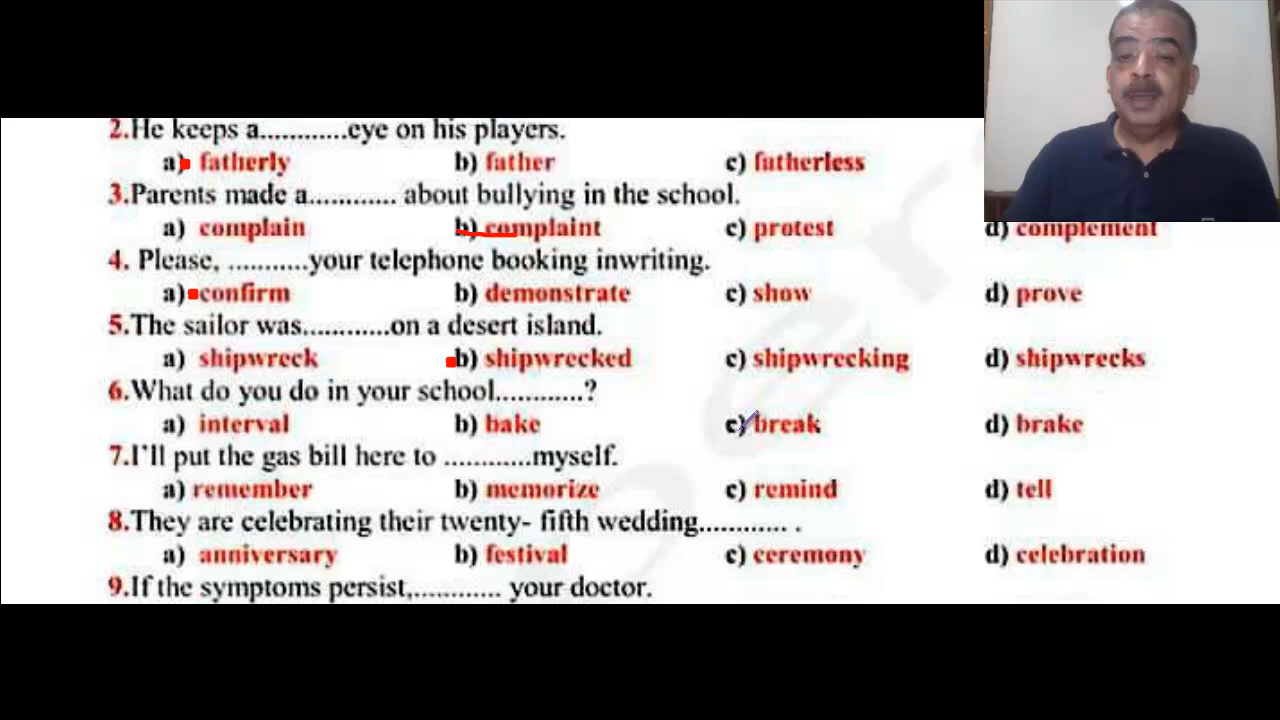 2.He keeps a............eye on his players.
a) fatherly b) father c) fatherless
3.Parents made a............ about bullying in the school.
a) complain b) complaint c) protest d) complement
4. Please, ...........your telephone booking inwriting.
a) confirm b) demonstrate c) show d) prove
5.The sailor was............on a desert island.
a) shipwreck b) shipwrecked c) shipwrecking d) shipwrecks
6.What do you do in your school............?
a) interval b) bake c) break d) brake
7.I'll put the gas bill here to ............myself.
a) remember b) memorize c) remind d) tell
8.They are celebrating their twenty- fifth wedding............ .
a) anniversary b) festival c) ceremony d) celebration
9.If the symptoms persist,............ your doctor.